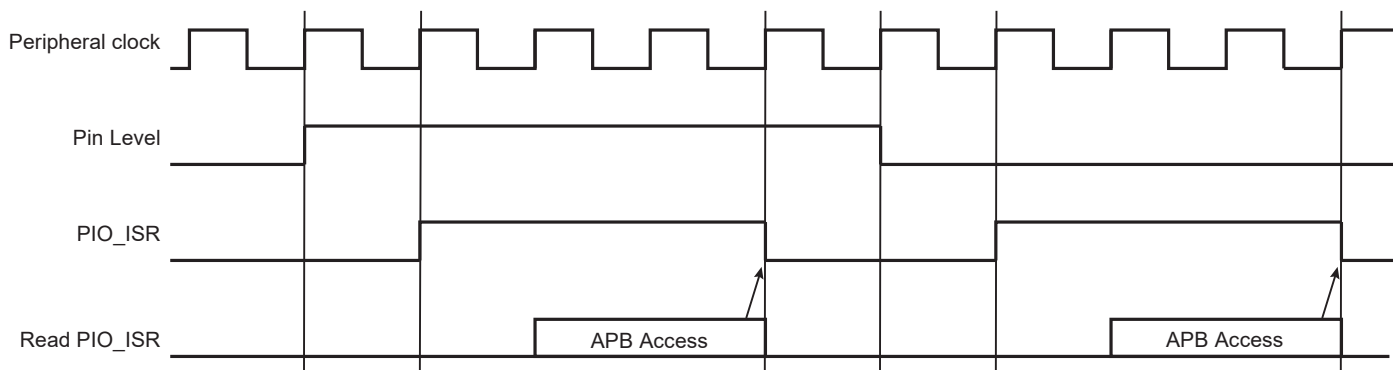 Peripheral clock
Pin Level
PIO_ISR
Read PIO_ISR
APB Access
APB Access